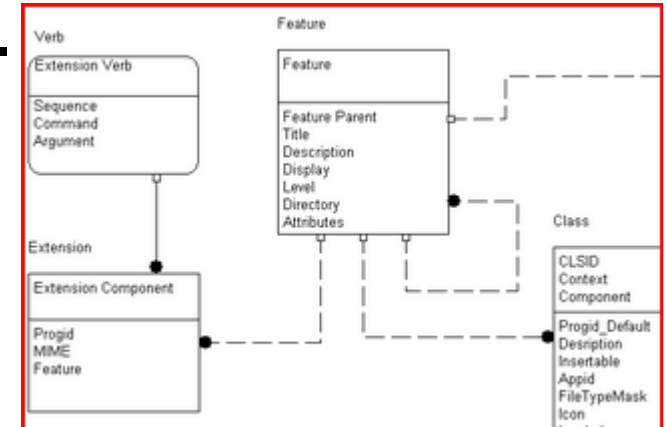 Verb
Extension Verb
Sequence
Command
Argument
Feature
Feature
Feature Parent
Title
Description
Display
Level
Directory
Attributes
Extension
Extension Component
Progid
MIME
Feature
Class
CLSID
Context
Component
Progid_Default
Desription
Insertable
Appid
FileTypeMask
Icon